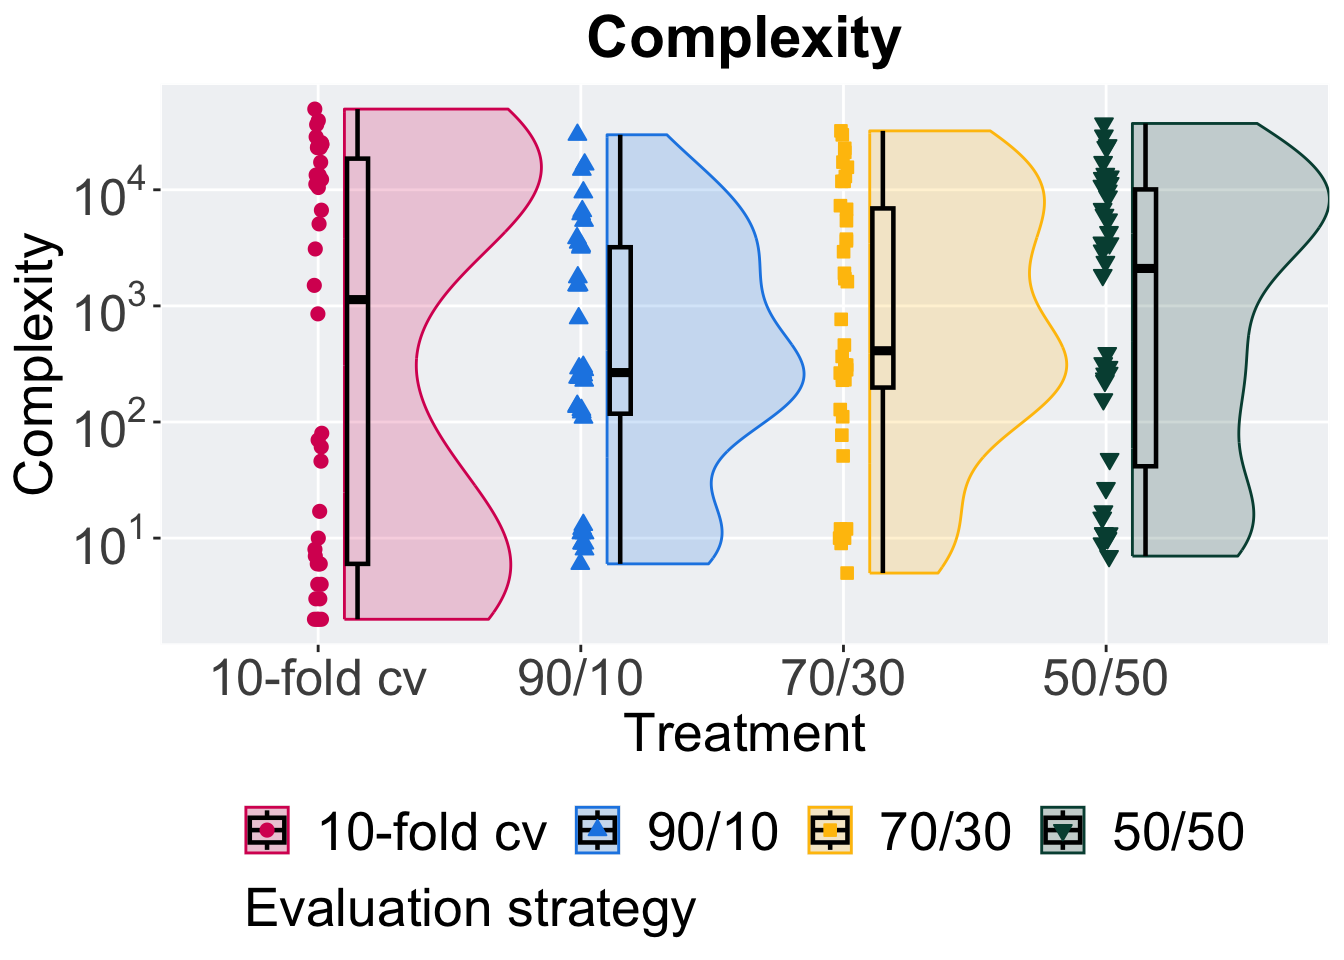 Complexity
Complexity
10⁴
10³
10²
10¹
10-fold cv 90/10 70/30 50/50
Treatment
10-fold cv 90/10 70/30 50/50
Evaluation strategy